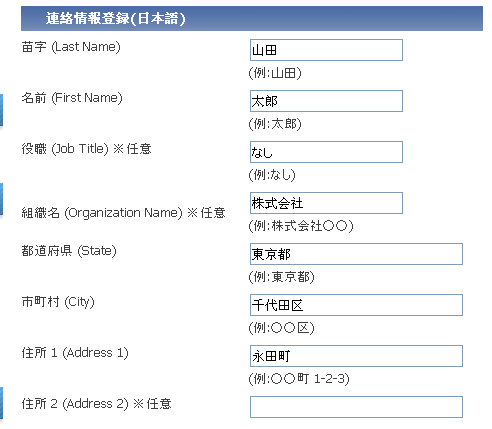 連絡情報登録(日本語)
苗字 (Last Name)
山田
(例:山田)
名前 (First Name)
太郎
(例:太郎)
役職 (Job Title) ※任意
なし
(例:なし)
組織名 (Organization Name) ※任意
株式会社
(例:株式会社〇〇)
都道府県 (State)
東京都
(例:東京都)
市町村 (City)
千代田区
(例:〇〇区)
住所 1 (Address 1)
永田町
(例:〇〇町 1-2-3)
住所 2 (Address 2) ※任意